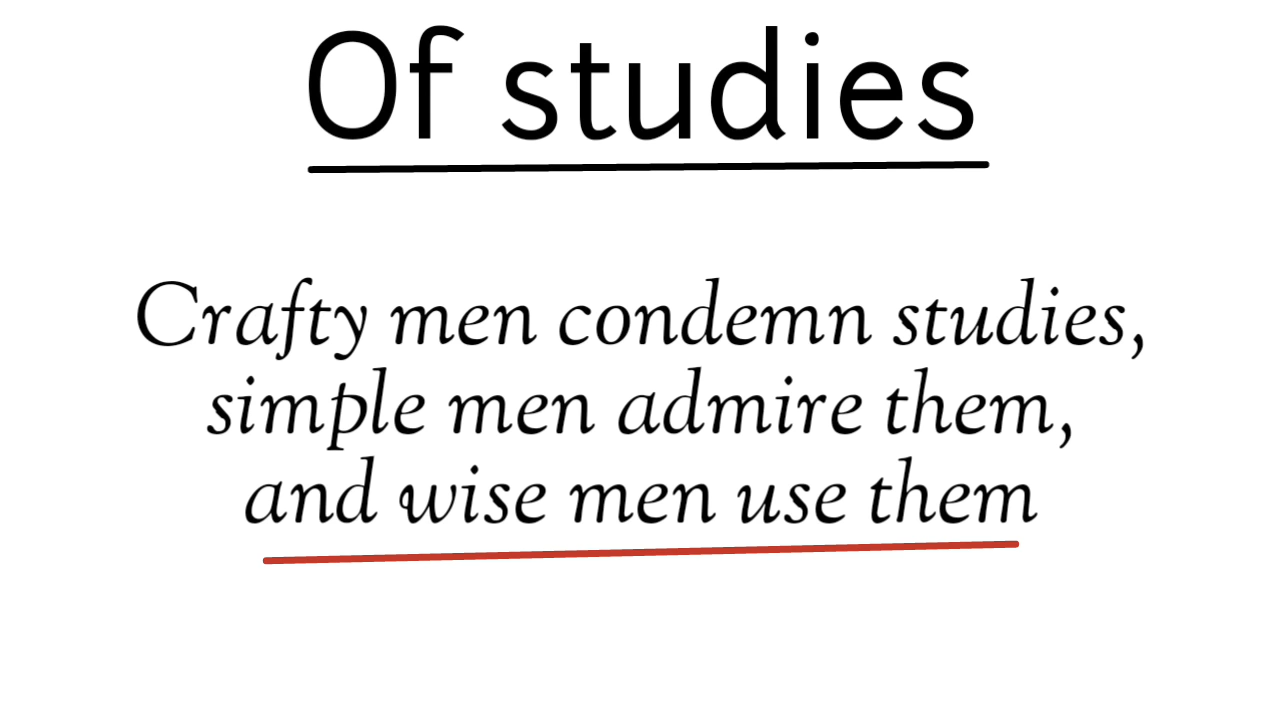 Of studies
Crafty men condemn studies,
simple men admire them,
and wise men use them